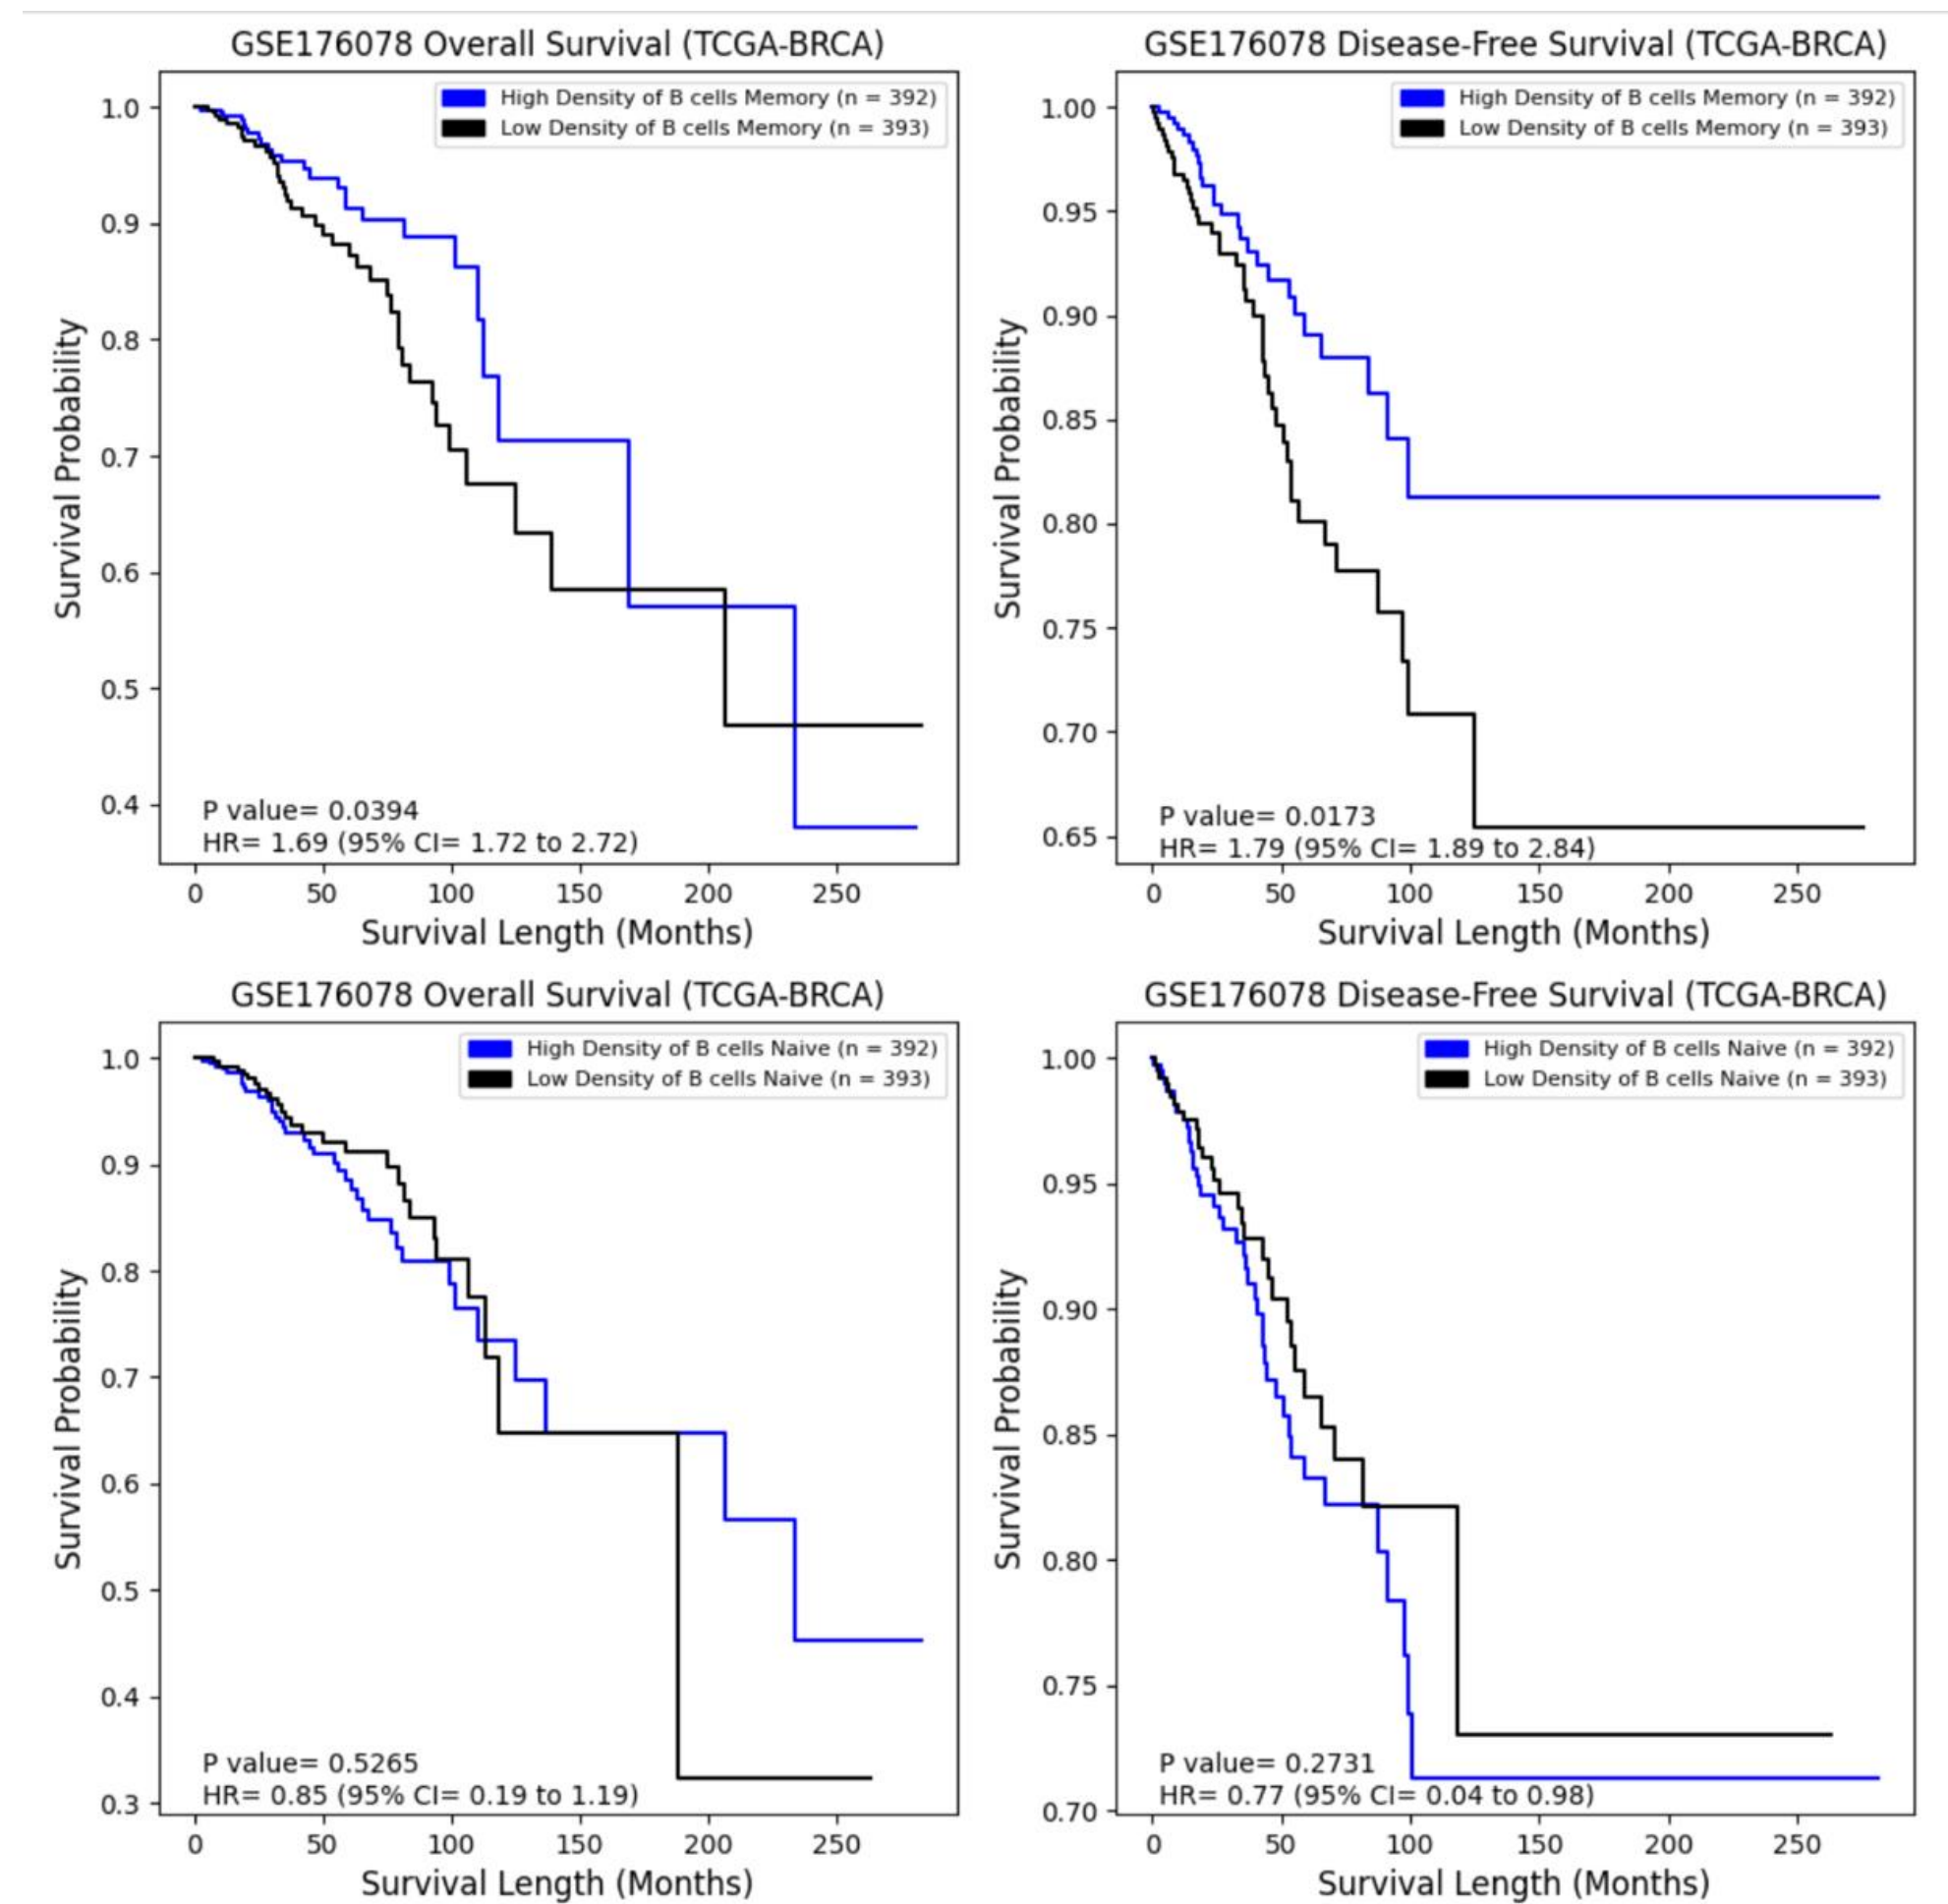 GSE176078 Overall Survival (TCGA-BRCA)
High Density of B cells Memory (n = 392)
Low Density of B cells Memory (n = 393)
1.0
0.9
0.8
0.7
0.6
0.5
0.4
Survival Probability
P value= 0.0394
HR= 1.69 (95% CI= 1.72 to 2.72)
0 50 100 150 200 250
Survival Length (Months)
GSE176078 Disease-Free Survival (TCGA-BRCA)
High Density of B cells Memory (n = 392)
Low Density of B cells Memory (n = 393)
1.00
0.95
0.90
0.85
0.80
0.75
0.70
0.65
Survival Probability
P value= 0.0173
HR= 1.79 (95% CI= 1.89 to 2.84)
0 50 100 150 200 250
Survival Length (Months)
GSE176078 Overall Survival (TCGA-BRCA)
High Density of B cells Naive (n = 392)
Low Density of B cells Naive (n = 393)
1.0
0.9
0.8
0.7
0.6
0.5
0.4
0.3
Survival Probability
P value= 0.5265
HR= 0.85 (95% CI= 0.19 to 1.19)
0 50 100 150 200 250
Survival Length (Months)
GSE176078 Disease-Free Survival (TCGA-BRCA)
High Density of B cells Naive (n = 392)
Low Density of B cells Naive (n = 393)
1.00
0.95
0.90
0.85
0.80
0.75
0.70
Survival Probability
P value= 0.2731
HR= 0.77 (95% CI= 0.04 to 0.98)
0 50 100 150 200 250
Survival Length (Months)